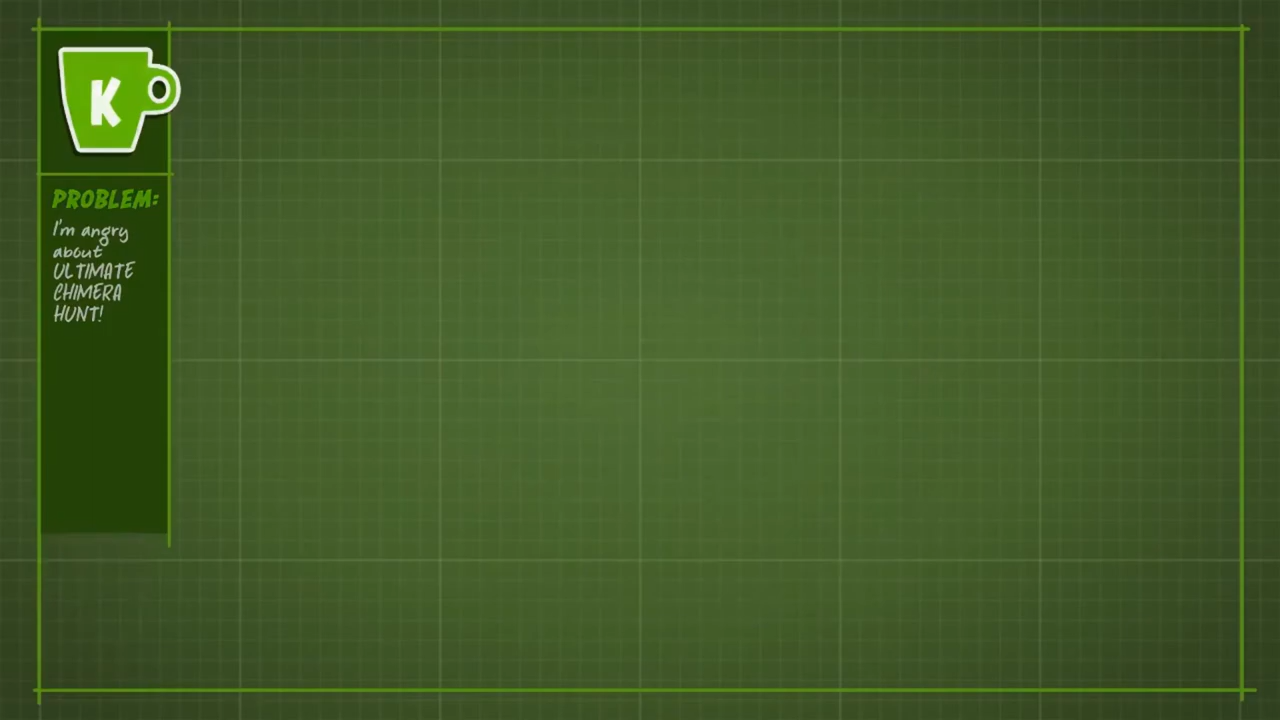 K
PROBLEM:
I'm angry
about
ULTIMATE
CHIMERA
HUNT!